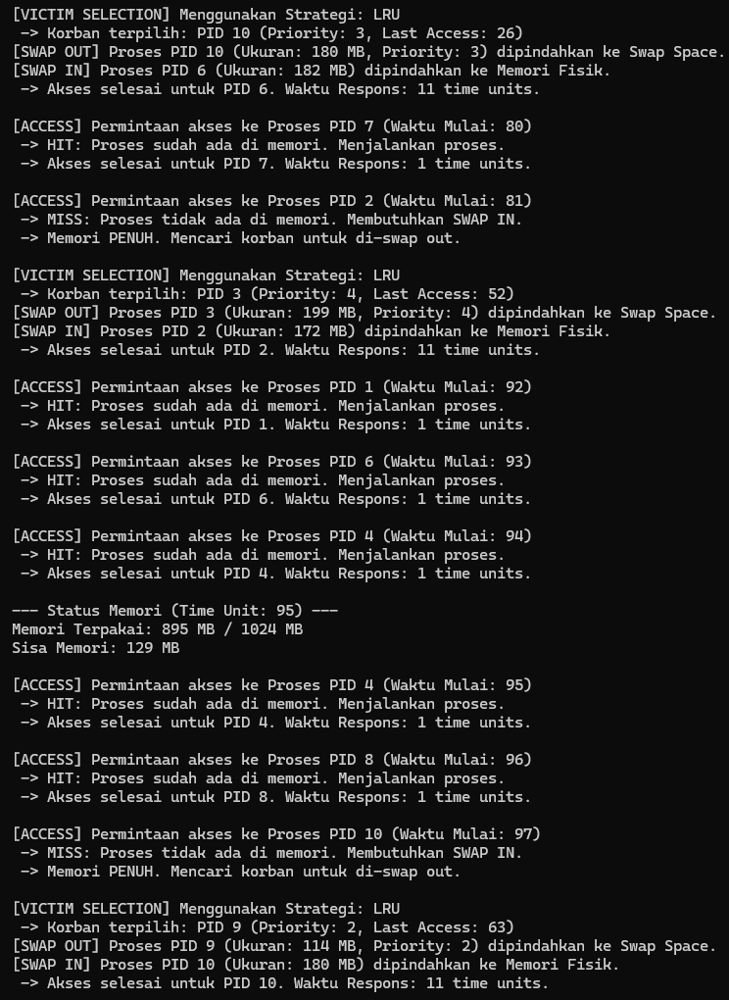 [VICTIM SELECTION] Menggunakan Strategi: LRU
 -> Korban terpilih: PID 10 (Priority: 3, Last Access: 26)
[SWAP OUT] Proses PID 10 (Ukuran: 180 MB, Priority: 3) dipindahkan ke Swap Space.
[SWAP IN] Proses PID 6 (Ukuran: 182 MB) dipindahkan ke Memori Fisik.
 -> Akses selesai untuk PID 6. Waktu Respons: 11 time units.

[ACCESS] Permintaan akses ke Proses PID 7 (Waktu Mulai: 80)
 -> HIT: Proses sudah ada di memori. Menjalankan proses.
 -> Akses selesai untuk PID 7. Waktu Respons: 1 time units.

[ACCESS] Permintaan akses ke Proses PID 2 (Waktu Mulai: 81)
 -> MISS: Proses tidak ada di memori. Membutuhkan SWAP IN.
 -> Memori PENUH. Mencari korban untuk di-swap out.

[VICTIM SELECTION] Menggunakan Strategi: LRU
 -> Korban terpilih: PID 3 (Priority: 4, Last Access: 52)
[SWAP OUT] Proses PID 3 (Ukuran: 199 MB, Priority: 4) dipindahkan ke Swap Space.
[SWAP IN] Proses PID 2 (Ukuran: 172 MB) dipindahkan ke Memori Fisik.
 -> Akses selesai untuk PID 2. Waktu Respons: 11 time units.

[ACCESS] Permintaan akses ke Proses PID 1 (Waktu Mulai: 92)
 -> HIT: Proses sudah ada di memori. Menjalankan proses.
 -> Akses selesai untuk PID 1. Waktu Respons: 1 time units.

[ACCESS] Permintaan akses ke Proses PID 6 (Waktu Mulai: 93)
 -> HIT: Proses sudah ada di memori. Menjalankan proses.
 -> Akses selesai untuk PID 6. Waktu Respons: 1 time units.

[ACCESS] Permintaan akses ke Proses PID 4 (Waktu Mulai: 94)
 -> HIT: Proses sudah ada di memori. Menjalankan proses.
 -> Akses selesai untuk PID 4. Waktu Respons: 1 time units.

--- Status Memori (Time Unit: 95) ---
Memori Terpakai: 895 MB / 1024 MB
Sisa Memori: 129 MB

[ACCESS] Permintaan akses ke Proses PID 4 (Waktu Mulai: 95)
 -> HIT: Proses sudah ada di memori. Menjalankan proses.
 -> Akses selesai untuk PID 4. Waktu Respons: 1 time units.

[ACCESS] Permintaan akses ke Proses PID 8 (Waktu Mulai: 96)
 -> HIT: Proses sudah ada di memori. Menjalankan proses.
 -> Akses selesai untuk PID 8. Waktu Respons: 1 time units.

[ACCESS] Permintaan akses ke Proses PID 10 (Waktu Mulai: 97)
 -> MISS: Proses tidak ada di memori. Membutuhkan SWAP IN.
 -> Memori PENUH. Mencari korban untuk di-swap out.

[VICTIM SELECTION] Menggunakan Strategi: LRU
 -> Korban terpilih: PID 9 (Priority: 2, Last Access: 63)
[SWAP OUT] Proses PID 9 (Ukuran: 114 MB, Priority: 2) dipindahkan ke Swap Space.
[SWAP IN] Proses PID 10 (Ukuran: 180 MB) dipindahkan ke Memori Fisik.
 -> Akses selesai untuk PID 10. Waktu Respons: 11 time units.